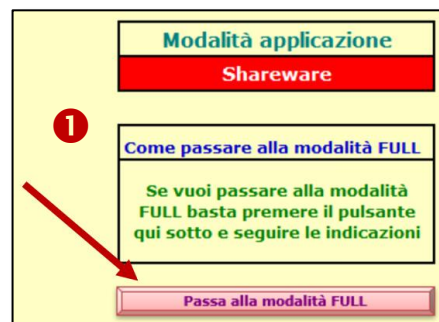 Modalità applicazione
Shareware
1
Come passare alla modalità FULL
Se vuoi passare alla modalità
FULL basta premere il pulsante
qui sotto e seguire le indicazioni
Passa alla modalità FULL